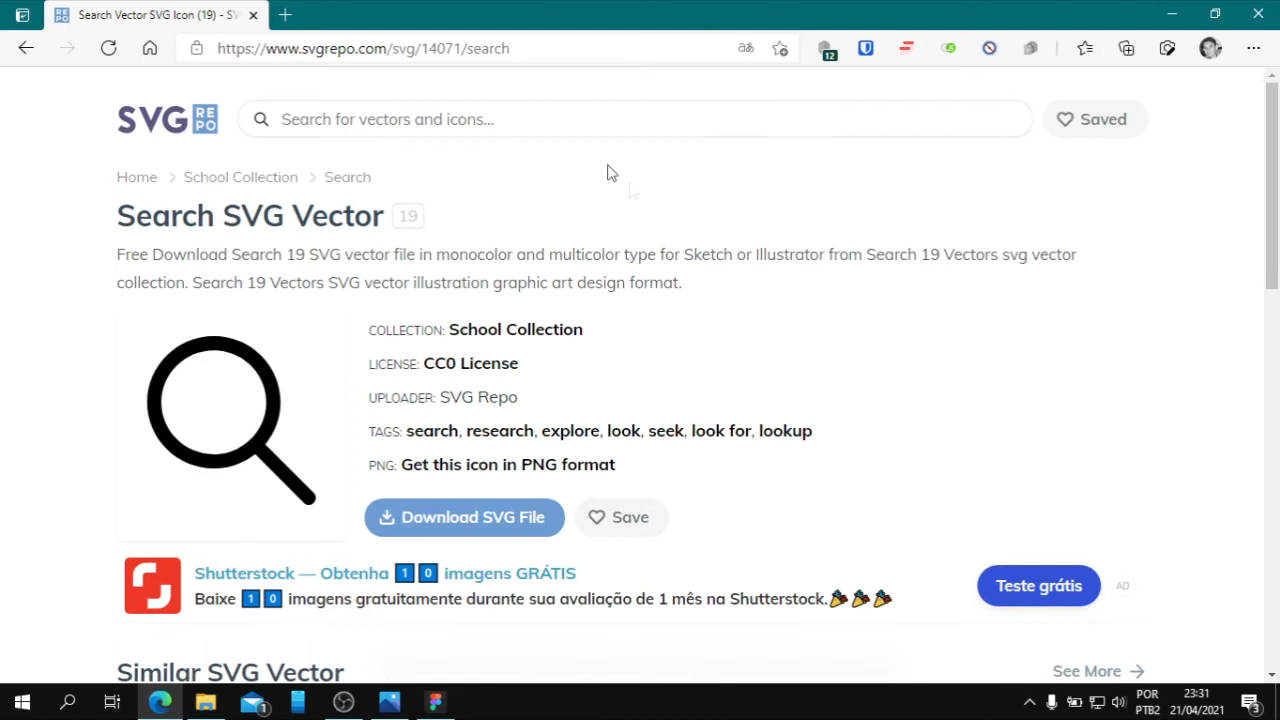 Search Vector SVG Icon (19) - SV
https://www.svgrepo.com/svg/14071/search
12
SVG REPO
Search for vectors and icons...
Saved
Home > School Collection > Search
Search SVG Vector 19
Free Download Search 19 SVG vector file in monocolor and multicolor type for Sketch or Illustrator from Search 19 Vectors svg vector
collection. Search 19 Vectors SVG vector illustration graphic art design format.
COLLECTION: School Collection
LICENSE: CC0 License
UPLOADER: SVG Repo
TAGS: search, research, explore, look, seek, look for, lookup
PNG: Get this icon in PNG format
Download SVG File
Save
Shutterstock — Obtenha 1 0 imagens GRÁTIS
Baixe 1 0 imagens gratuitamente durante sua avaliação de 1 mês na Shutterstock.🎉🎉🎉
Teste grátis
AD
Similar SVG Vector
See More →
1
POR
PTB2
23:31
21/04/2021
3